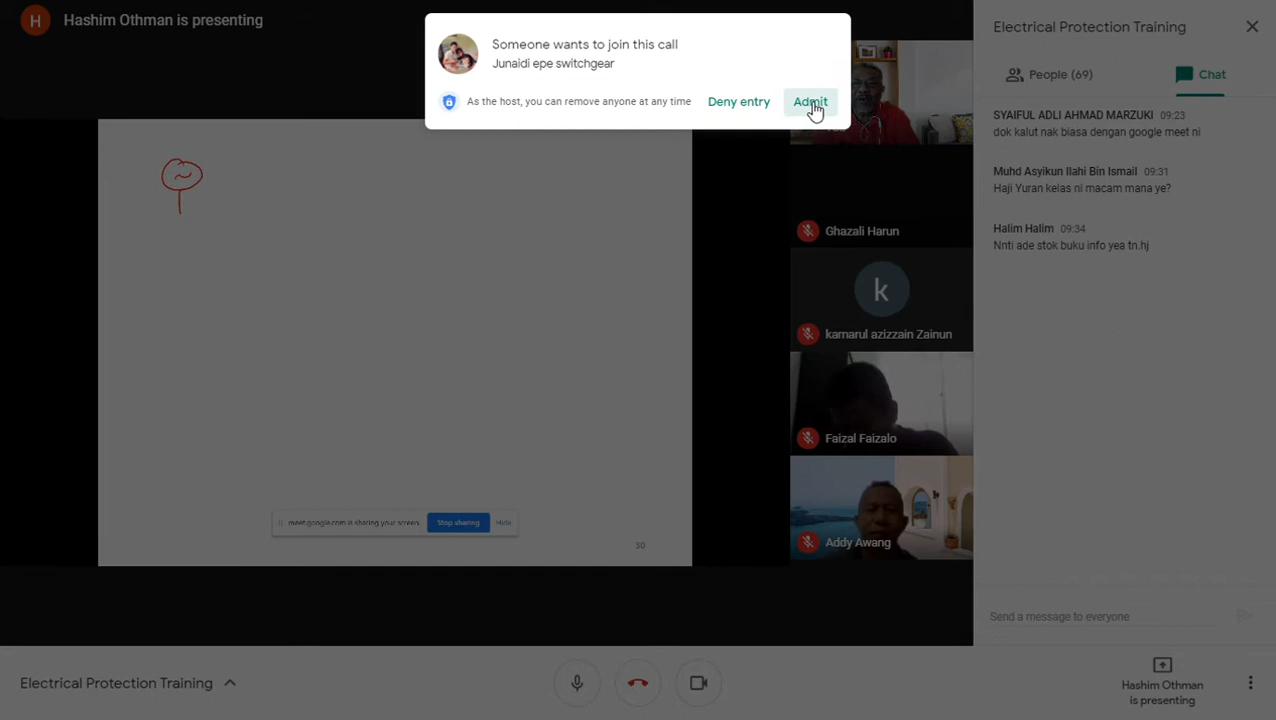 H
Hashim Othman is presenting
Someone wants to join this call
Junaidi epe switchgear
As the host, you can remove anyone at any time
Deny entry
Admit
Electrical Protection Training
People (69)
Chat
SYAIFUL ADLI AHMAD MARZUKI 09:23
dok kalut nak biasa dengan google meet ni
Muhd Asyikun Ilahi Bin Ismail 09:31
Haji Yuran kelas ni macam mana ye?
Halim Halim 09:34
Nnti ade stok buku info yea tn.hj
Ghazali Harun
k
kamarul azizzain Zainun
Faizal Faizalo
Addy Awang
meet.google.com is sharing your screen.
Stop sharing
Hide
30
Send a message to everyone
Electrical Protection Training
Hashim Othman
is presenting